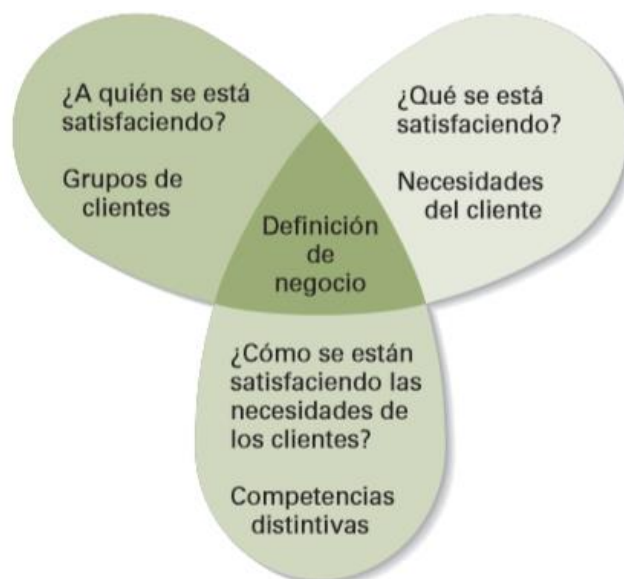 ¿A quién se está
satisfaciendo?
Grupos de
clientes
¿Qué se está
satisfaciendo?
Necesidades
del cliente
Definición
de
negocio
¿Cómo se están
satisfaciendo las
necesidades de
los clientes?
Competencias
distintivas